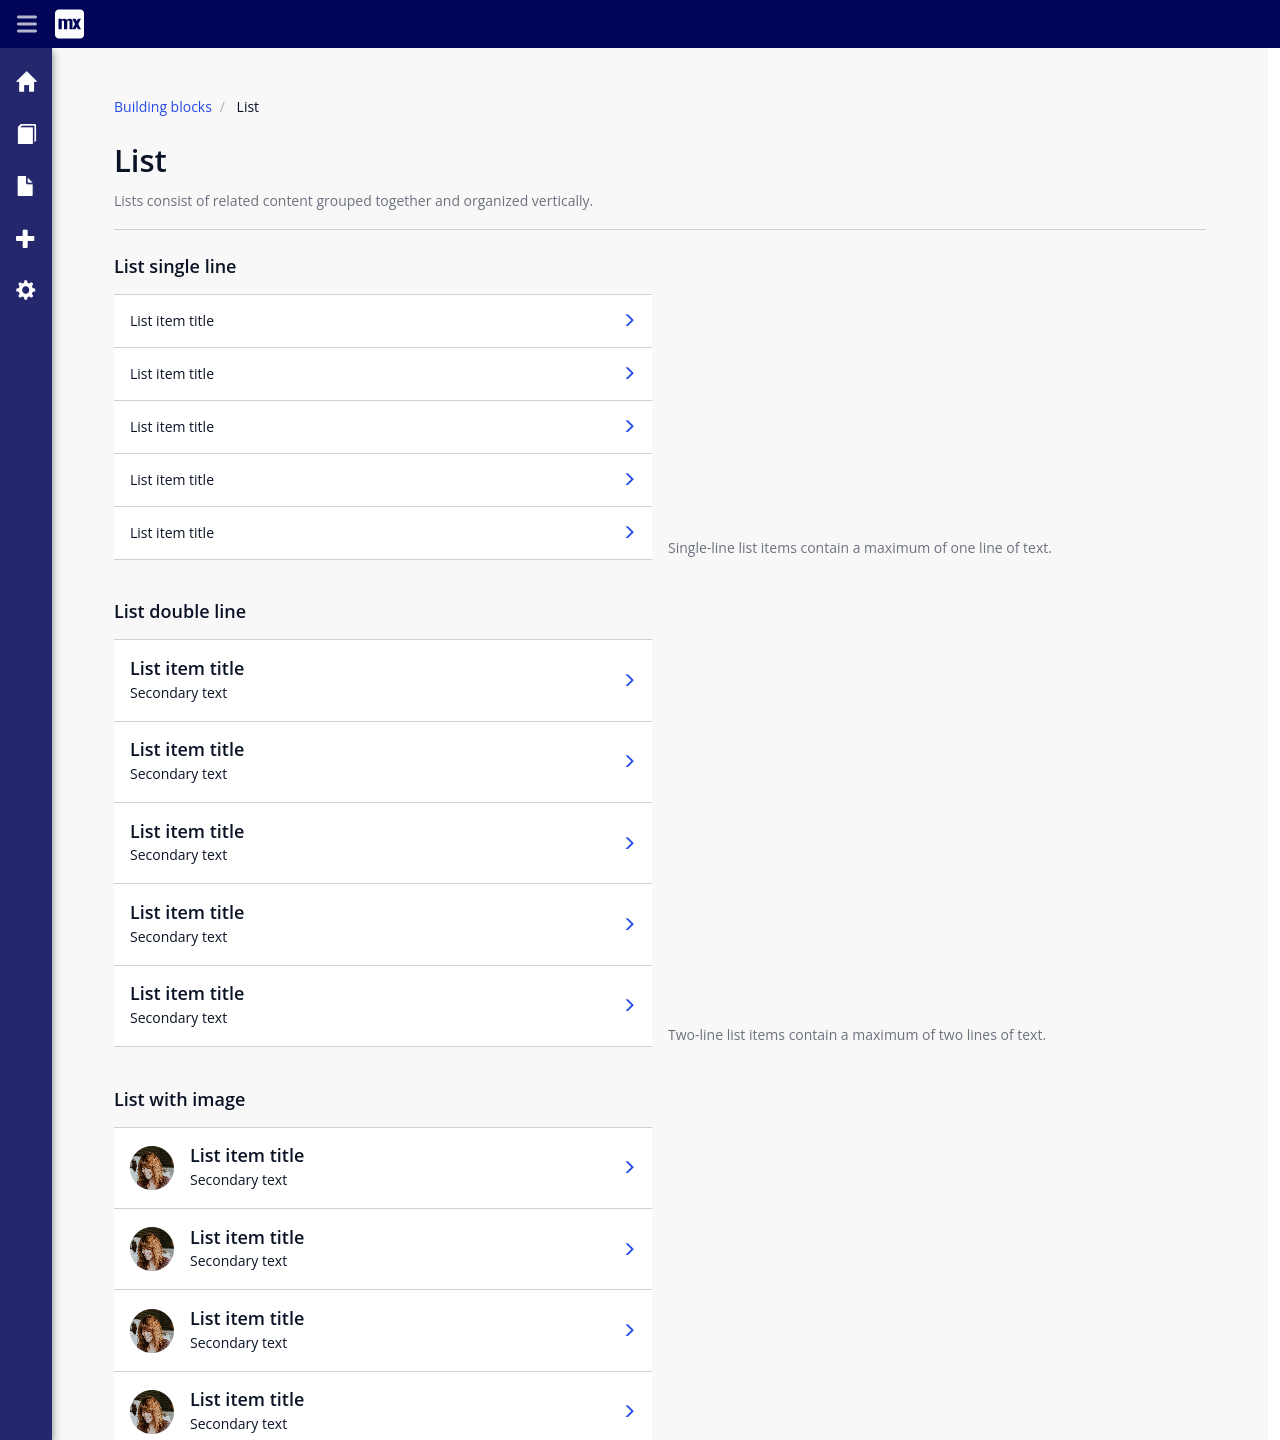 mx
Building blocks / List
List
Lists consist of related content grouped together and organized vertically.
List single line
List item title
List item title
List item title
List item title
List item title
Single-line list items contain a maximum of one line of text.
List double line
List item title
Secondary text
List item title
Secondary text
List item title
Secondary text
List item title
Secondary text
List item title
Secondary text
Two-line list items contain a maximum of two lines of text.
List with image
List item title
Secondary text
List item title
Secondary text
List item title
Secondary text
List item title
Secondary text